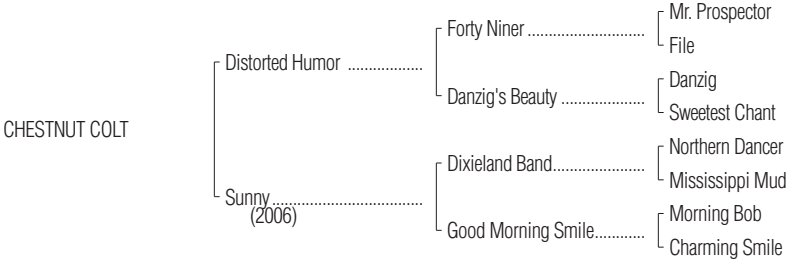 Mr. Prospector
Forty Niner ............................
File
Distorted Humor ..................
Danzig
Danzig's Beauty ....................
Sweetest Chant
CHESTNUT COLT
Northern Dancer
Dixieland Band......................
Mississippi Mud
Sunny....................................
(2006)
Morning Bob
Good Morning Smile............
Charming Smile